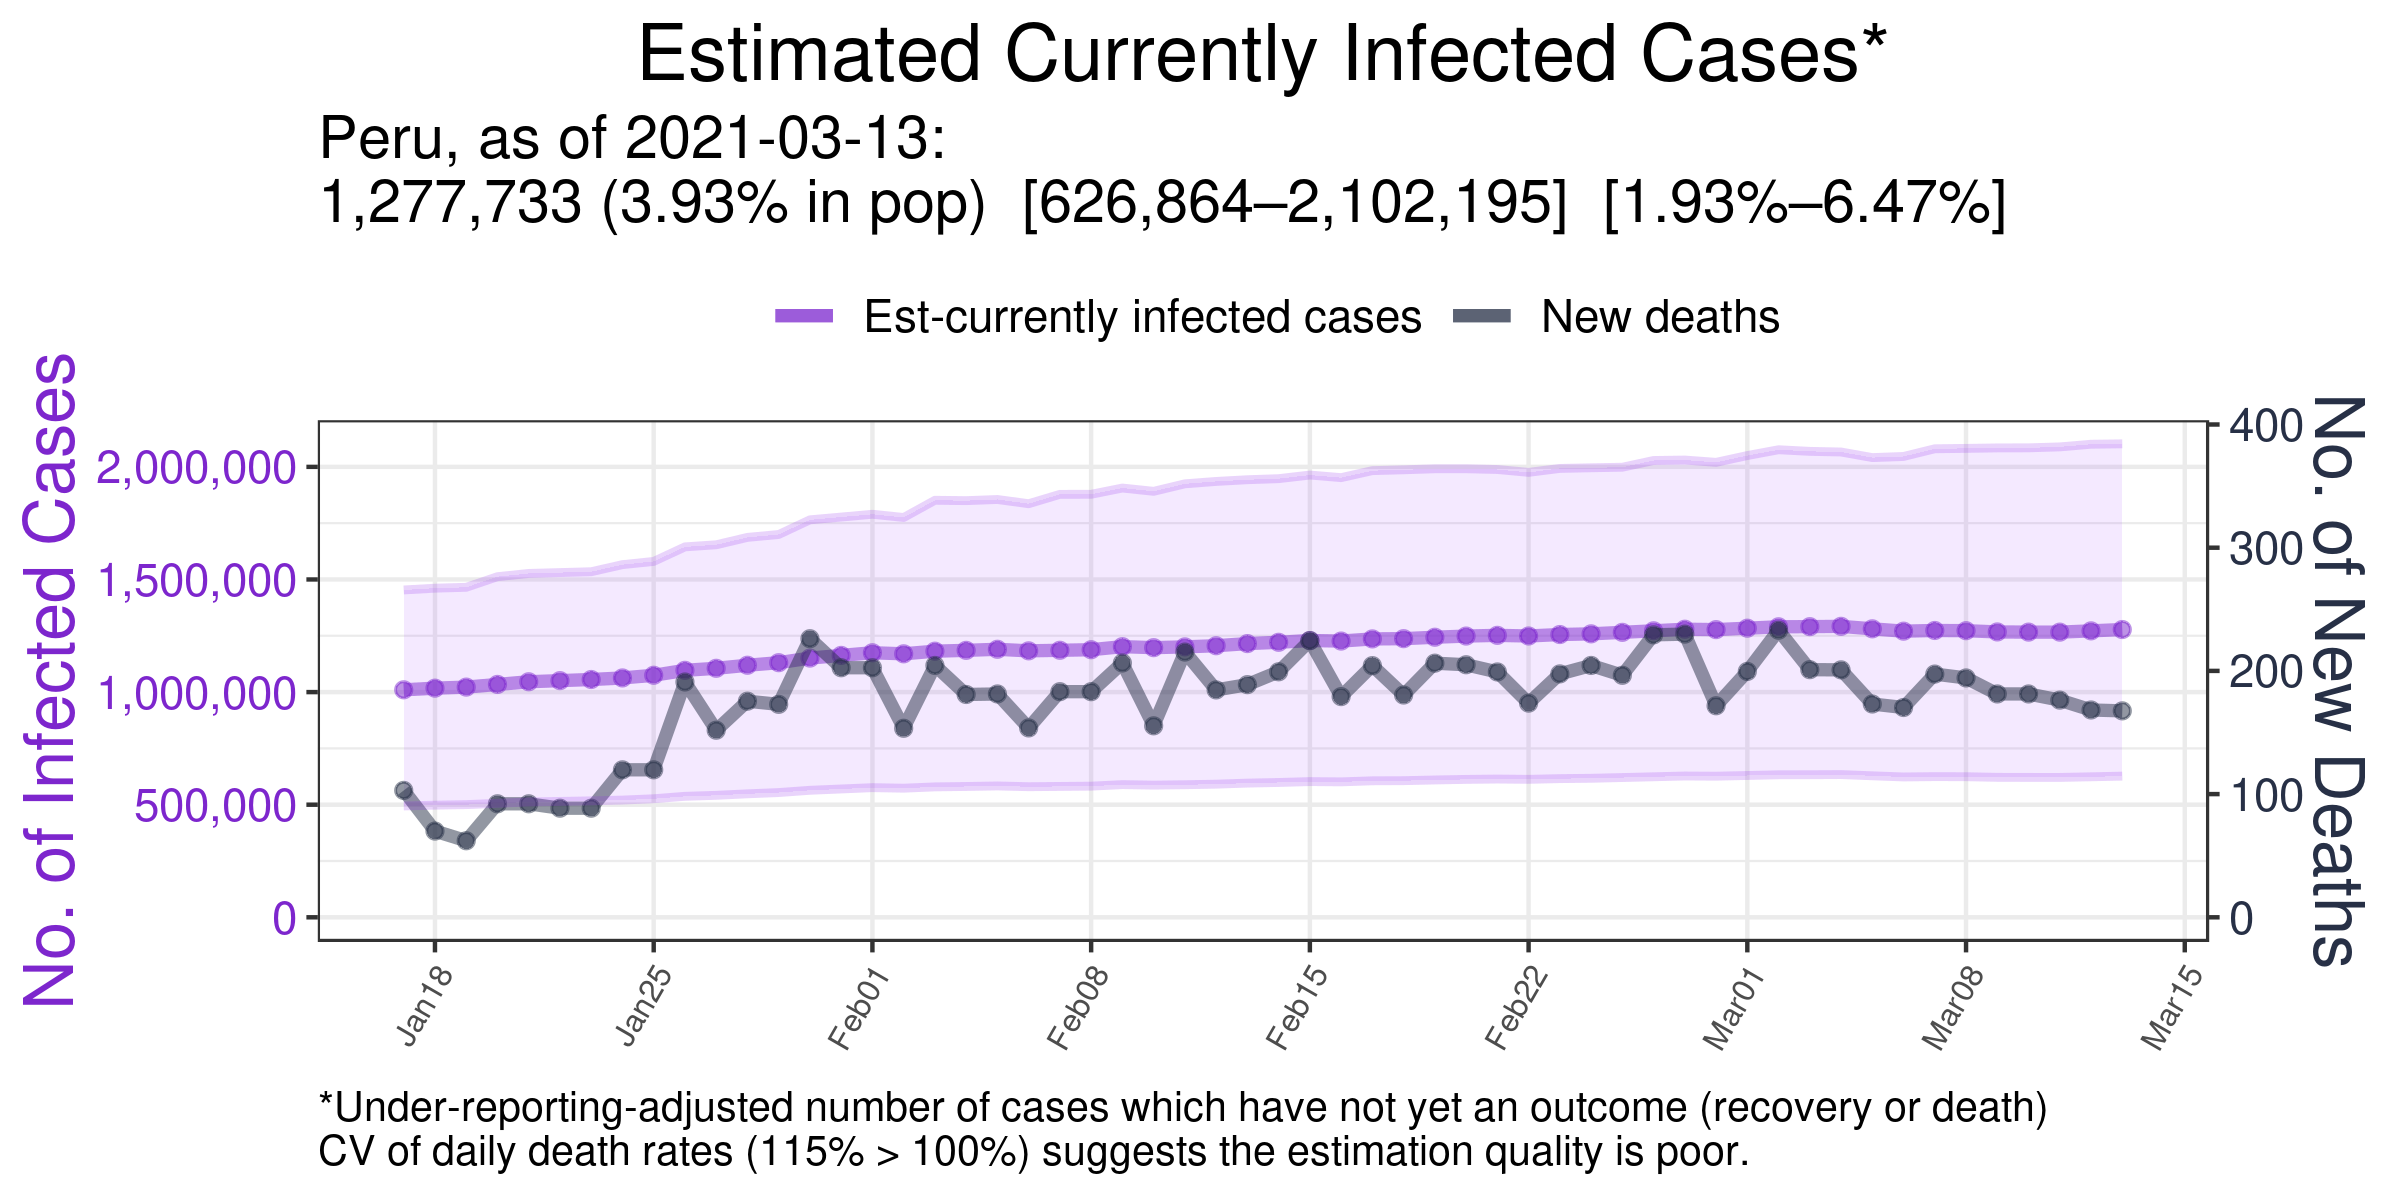 Estimated Currently Infected Cases*
Peru, as of 2021-03-13:
1,277,733 (3.93% in pop)  [626,864–2,102,195]  [1.93%–6.47%]
Est-currently infected cases
New deaths
No. of Infected Cases
2,000,000
1,500,000
1,000,000
500,000
0
400
300
200
100
0
No. of New Deaths
Jan18
Jan25
Feb01
Feb08
Feb15
Feb22
Mar01
Mar08
Mar15
*Under-reporting-adjusted number of cases which have not yet an outcome (recovery or death)
CV of daily death rates (115% > 100%) suggests the estimation quality is poor.